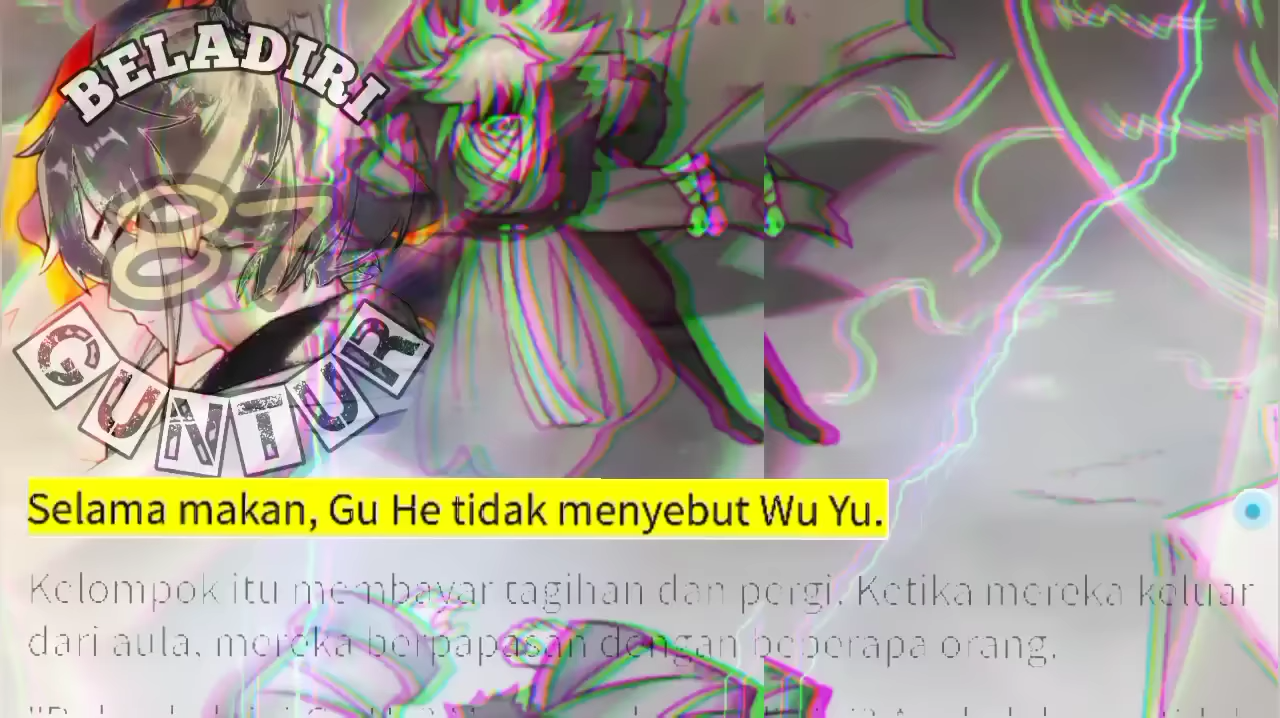 BELADIRI
87
GUNTUR
Selama makan, Gu He tidak menyebut Wu Yu.
Kelompok itu membayar tagihan dan pergi. Ketika mereka keluar
dari aula, mereka berpapasan dengan beberapa orang.